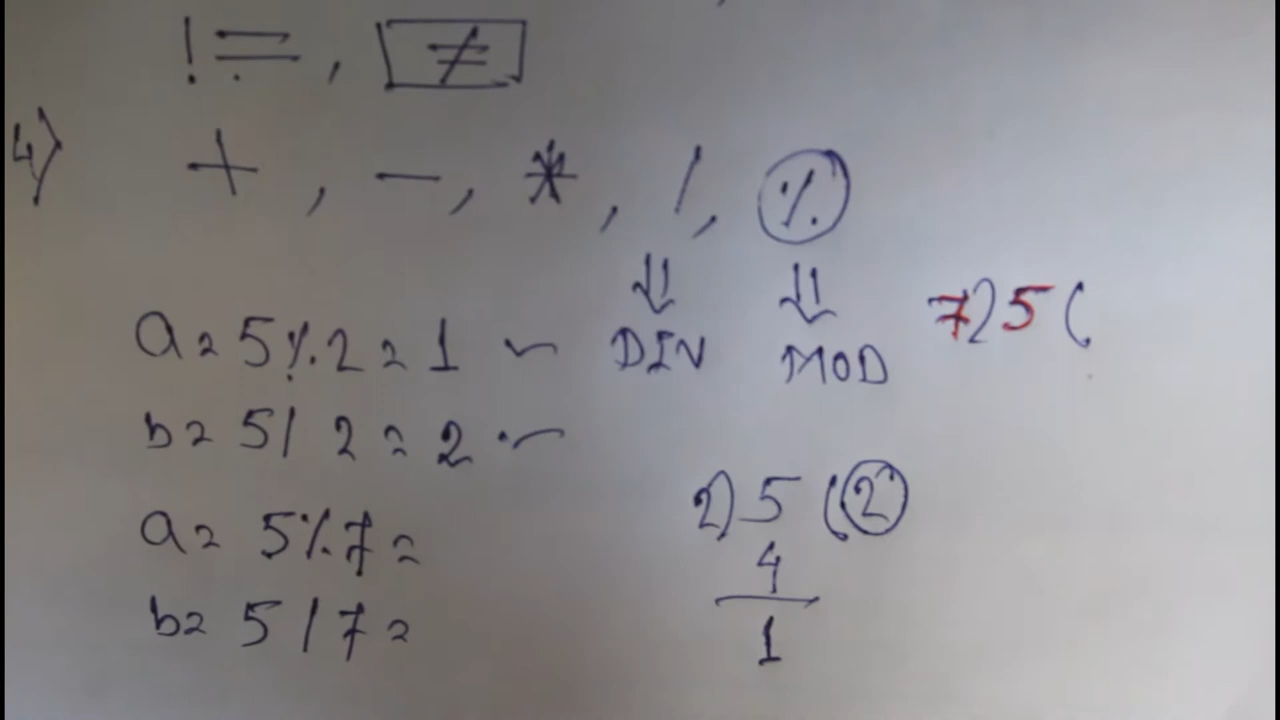 !=, ≠
4) +, -, *, /, %
⇓ ⇓
DIV MOD
7)5(
a = 5%2 = 1
b = 5/2 = 2
a = 5%7 =
b = 5/7 =
2)5(2
4
1